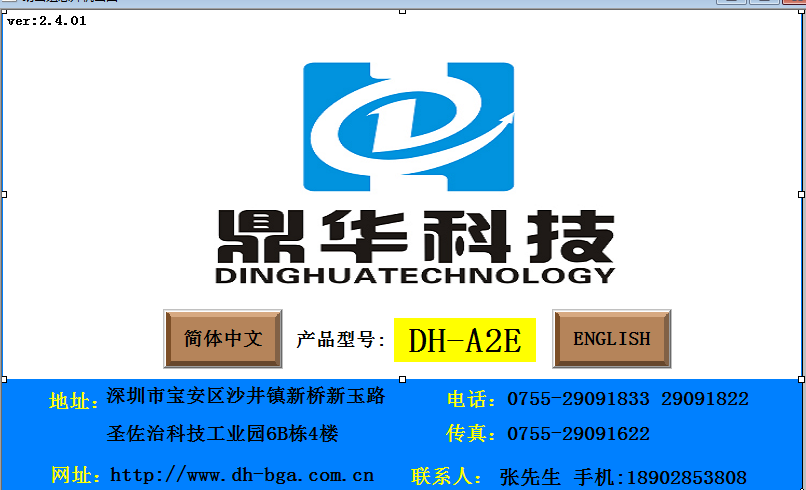 ver:2.4.01
鼎华科技
DINGHUATECHNOLOGY
简体中文 产品型号: DH-A2E ENGLISH
地址: 深圳市宝安区沙井镇新桥新玉路 电话: 0755-29091833 29091822
圣佐治科技工业园6B栋4楼 传真: 0755-29091622
网址: http://www.dh-bga.com.cn 联系人: 张先生 手机:18902853808